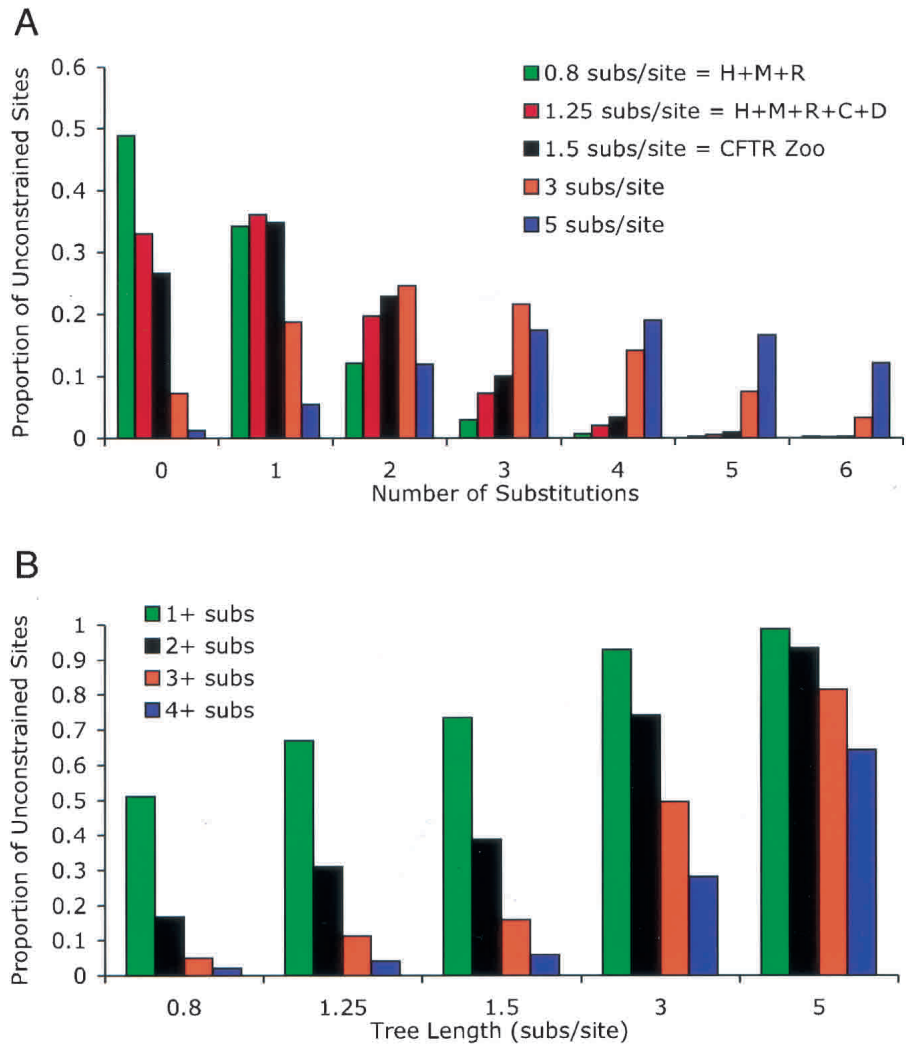 A
0.6
0.5
0.4
0.3
0.2
0.1
0
Proportion of Unconstrained Sites
0.8 subs/site = H+M+R
1.25 subs/site = H+M+R+C+D
1.5 subs/site = CFTR Zoo
3 subs/site
5 subs/site
0 1 2 3 4 5 6
Number of Substitutions
B
1
0.9
0.8
0.7
0.6
0.5
0.4
0.3
0.2
0.1
0
Proportion of Unconstrained Sites
1+ subs
2+ subs
3+ subs
4+ subs
0.8 1.25 1.5 3 5
Tree Length (subs/site)